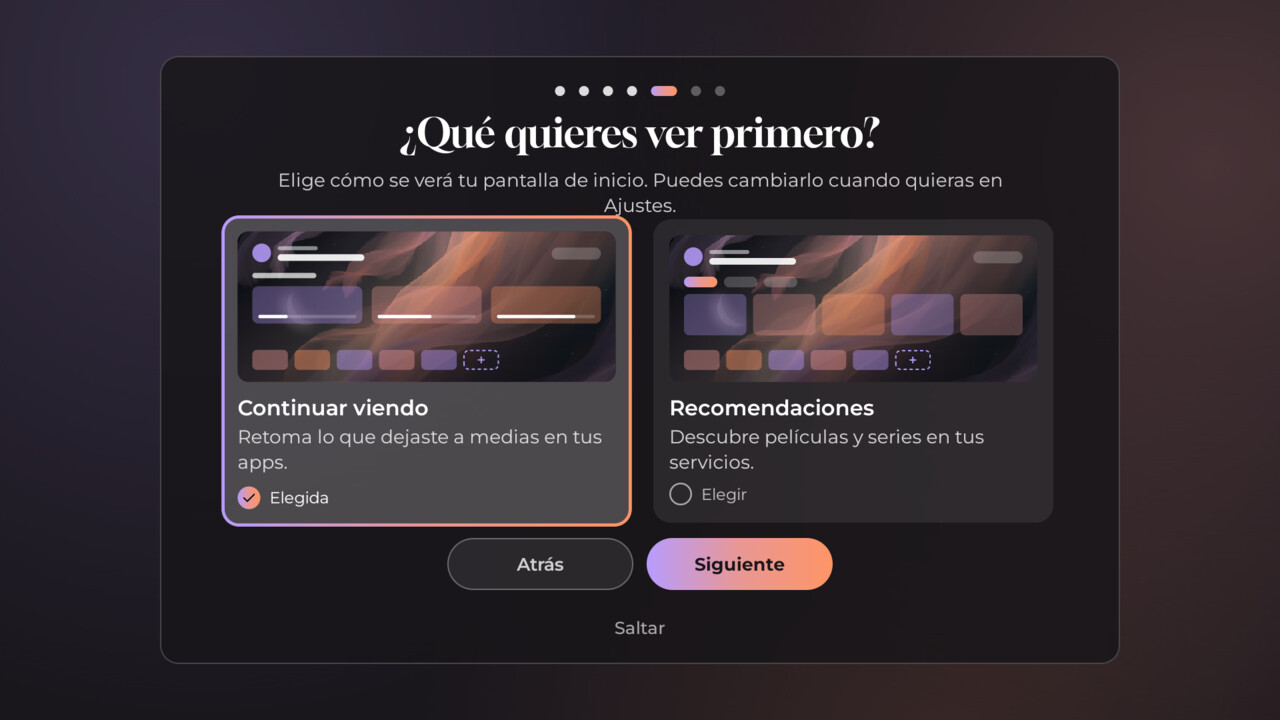 ¿Qué quieres ver primero?
Elige cómo se verá tu pantalla de inicio. Puedes cambiarlo cuando quieras en
Ajustes.
Continuar viendo
Retoma lo que dejaste a medias en tus
apps.
Elegida
Recomendaciones
Descubre películas y series en tus
servicios.
Elegir
Atrás
Siguiente
Saltar